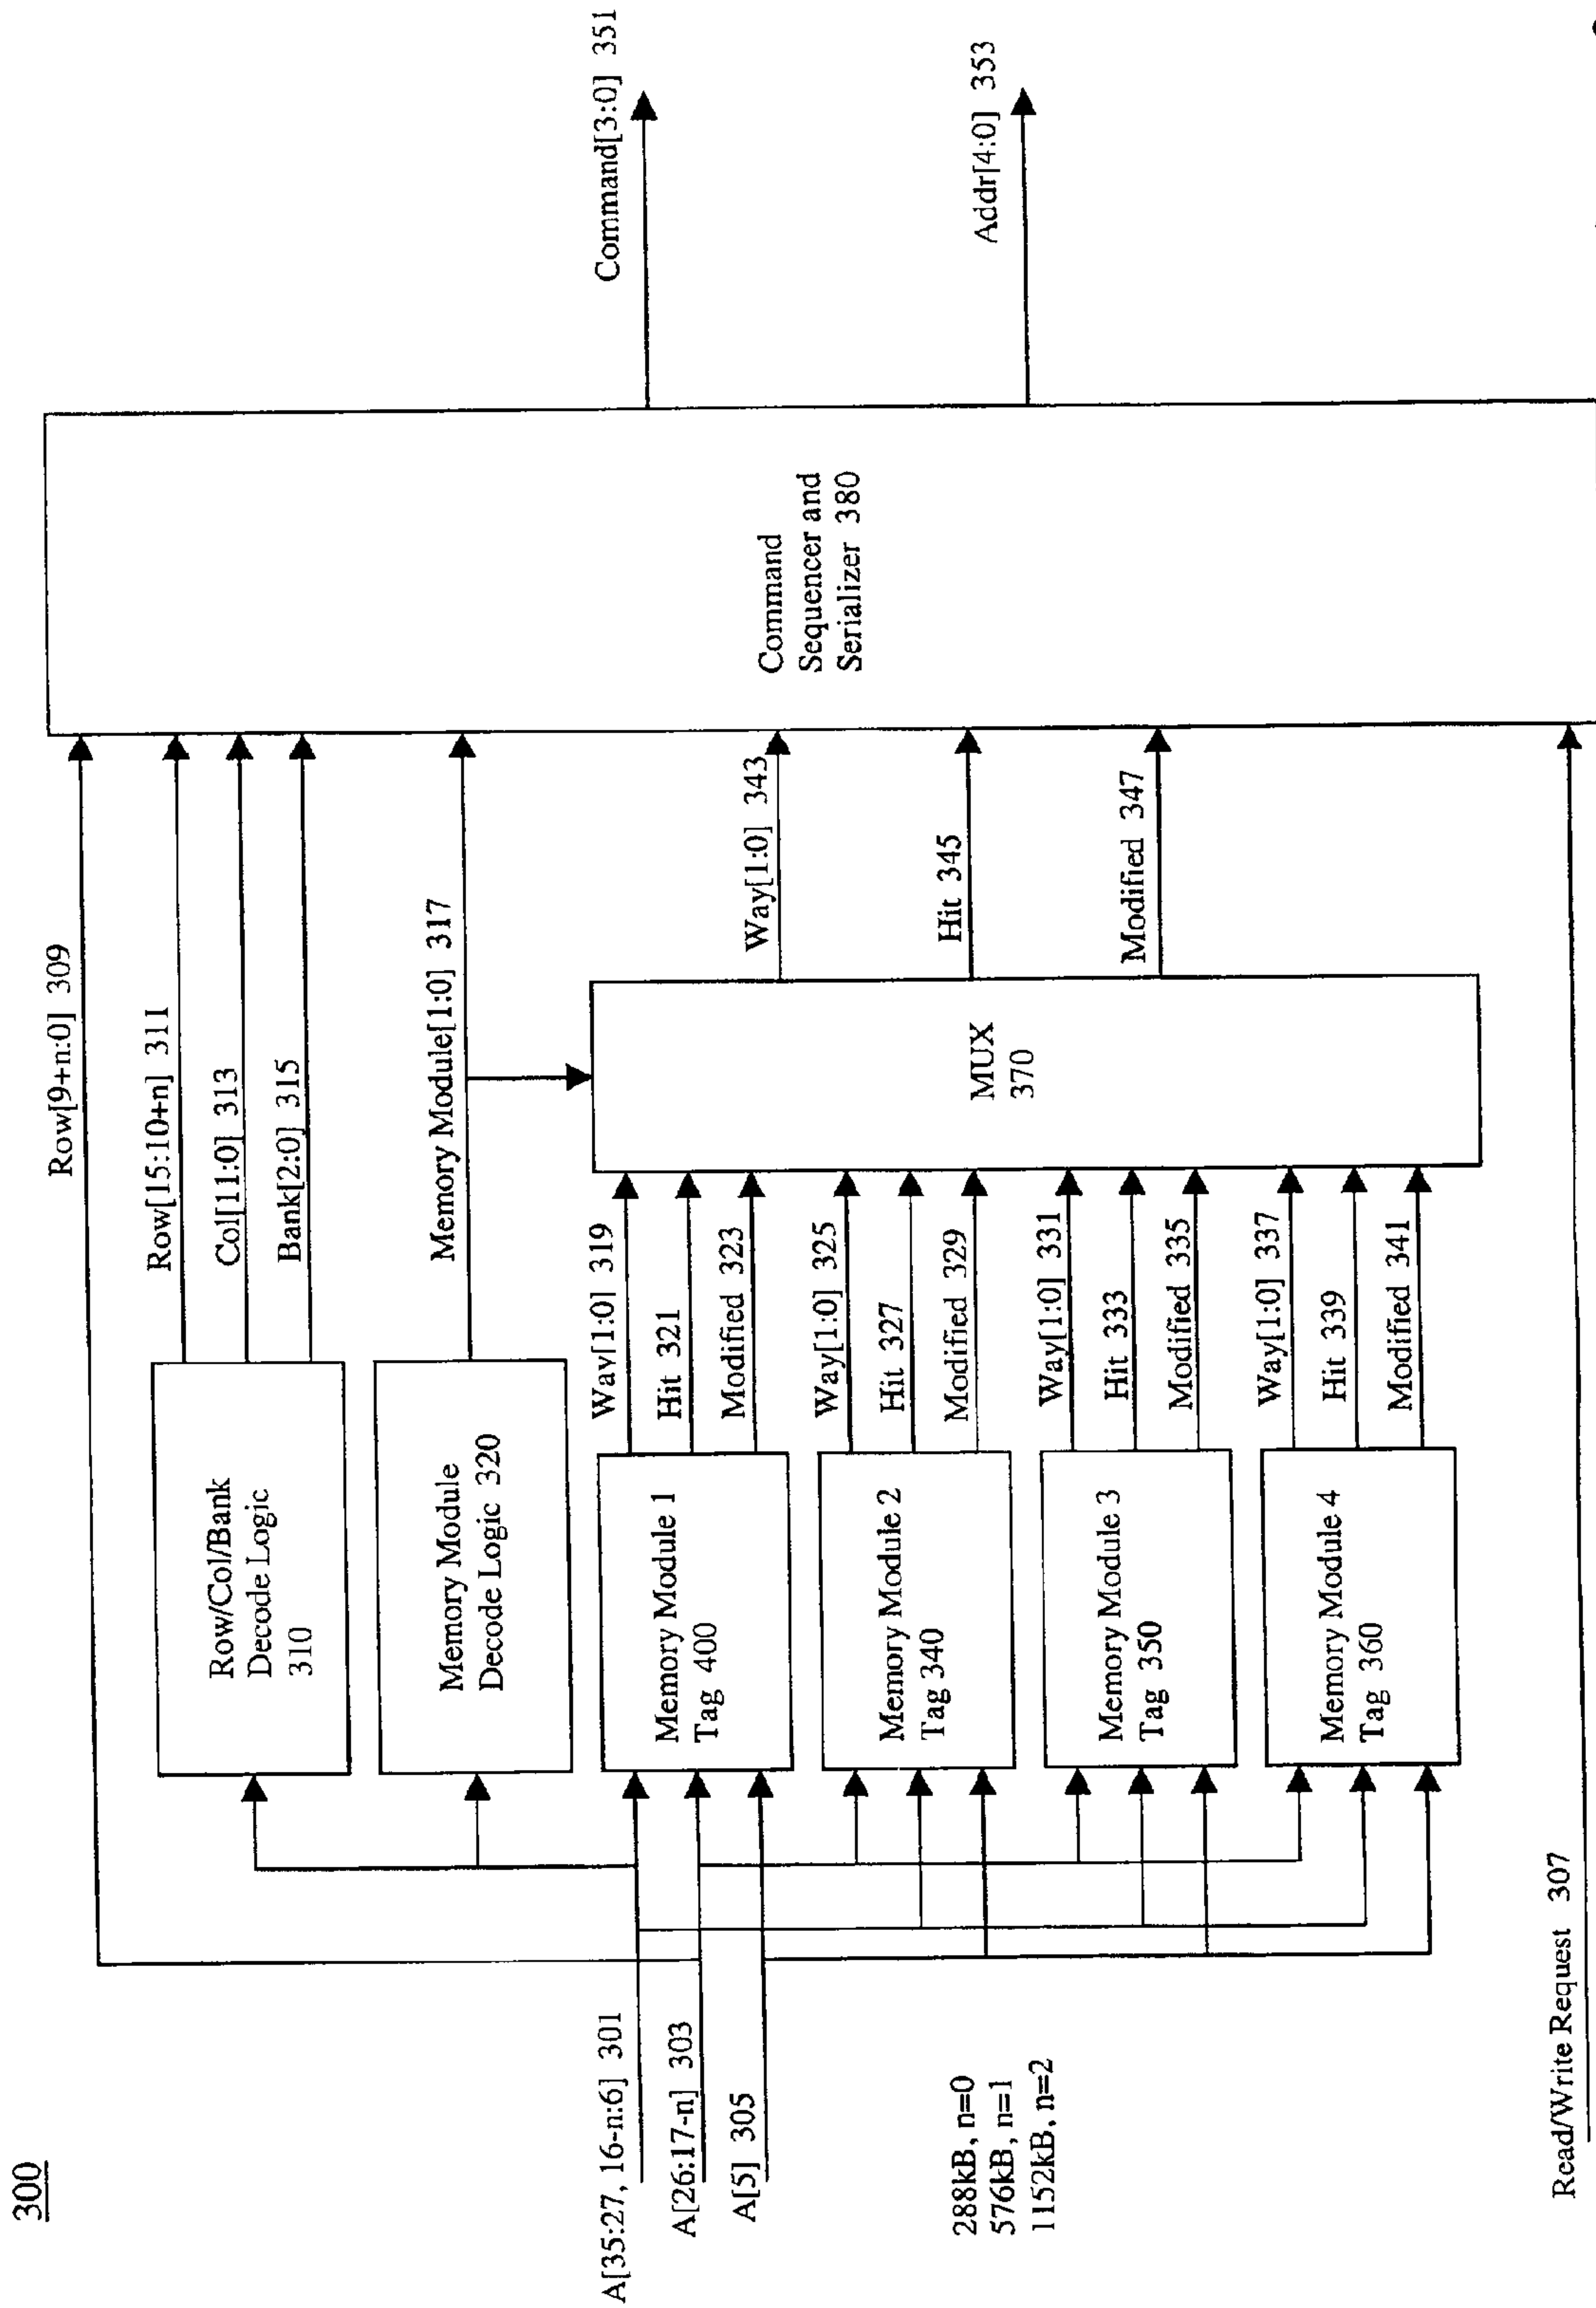 300
Row[9+n:0] 309
Row[15:10+n] 311
Col[11:0] 313
Bank[2:0] 315
Memory Module[1:0] 317
Row/Col/Bank
Decode Logic
310
Memory Module
Decode Logic 320
Memory Module 1
Tag 400
Memory Module 2
Tag 340
Memory Module 3
Tag 350
Memory Module 4
Tag 360
Way[1:0] 319
Hit 321
Modified 323
Way[1:0] 325
Hit 327
Modified 329
Way[1:0] 331
Hit 333
Modified 335
Way[1:0] 337
Hit 339
Modified 341
MUX
370
Way[1:0] 343
Hit 345
Modified 347
Command
Sequencer and
Serializer 380
Command[3:0] 351
Addr[4:0] 353
A[35:27, 16-n:6] 301
A[26:17-n] 303
A[5] 305
288kB, n=0
576kB, n=1
1152kB, n=2
Read/Write Request 307